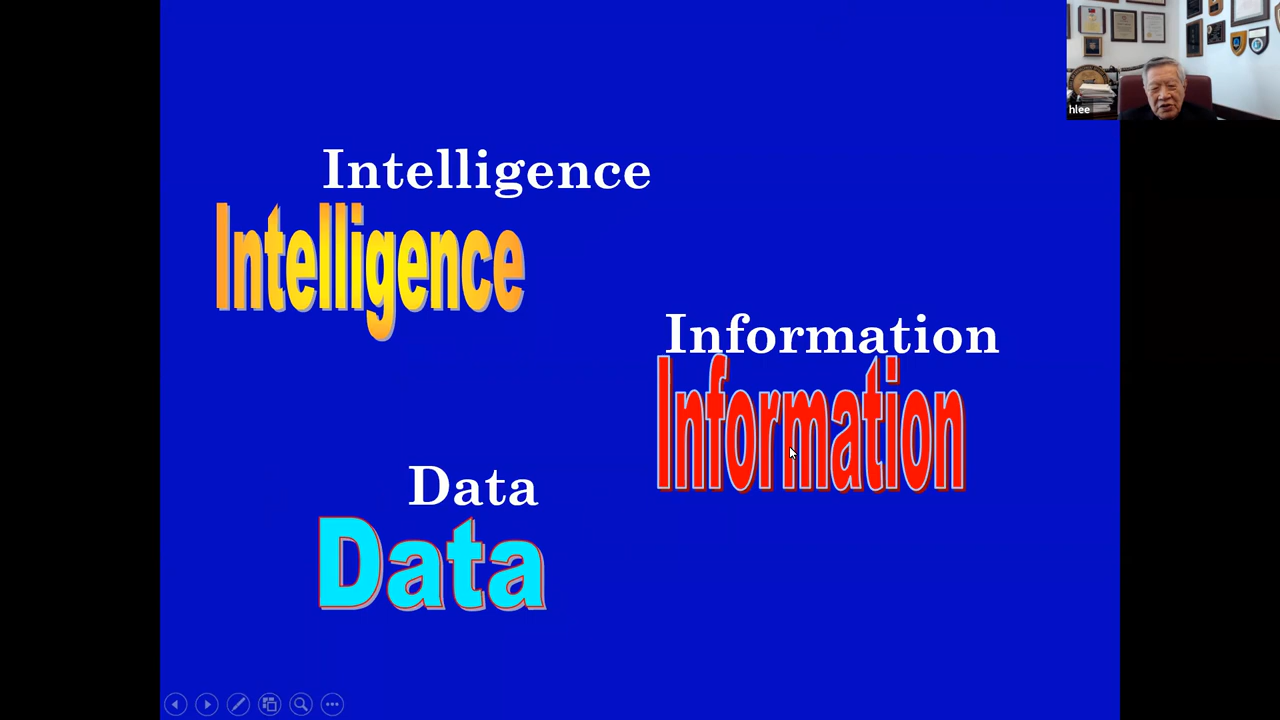 hlee
Intelligence
Intelligence
Information
Information
Data
Data